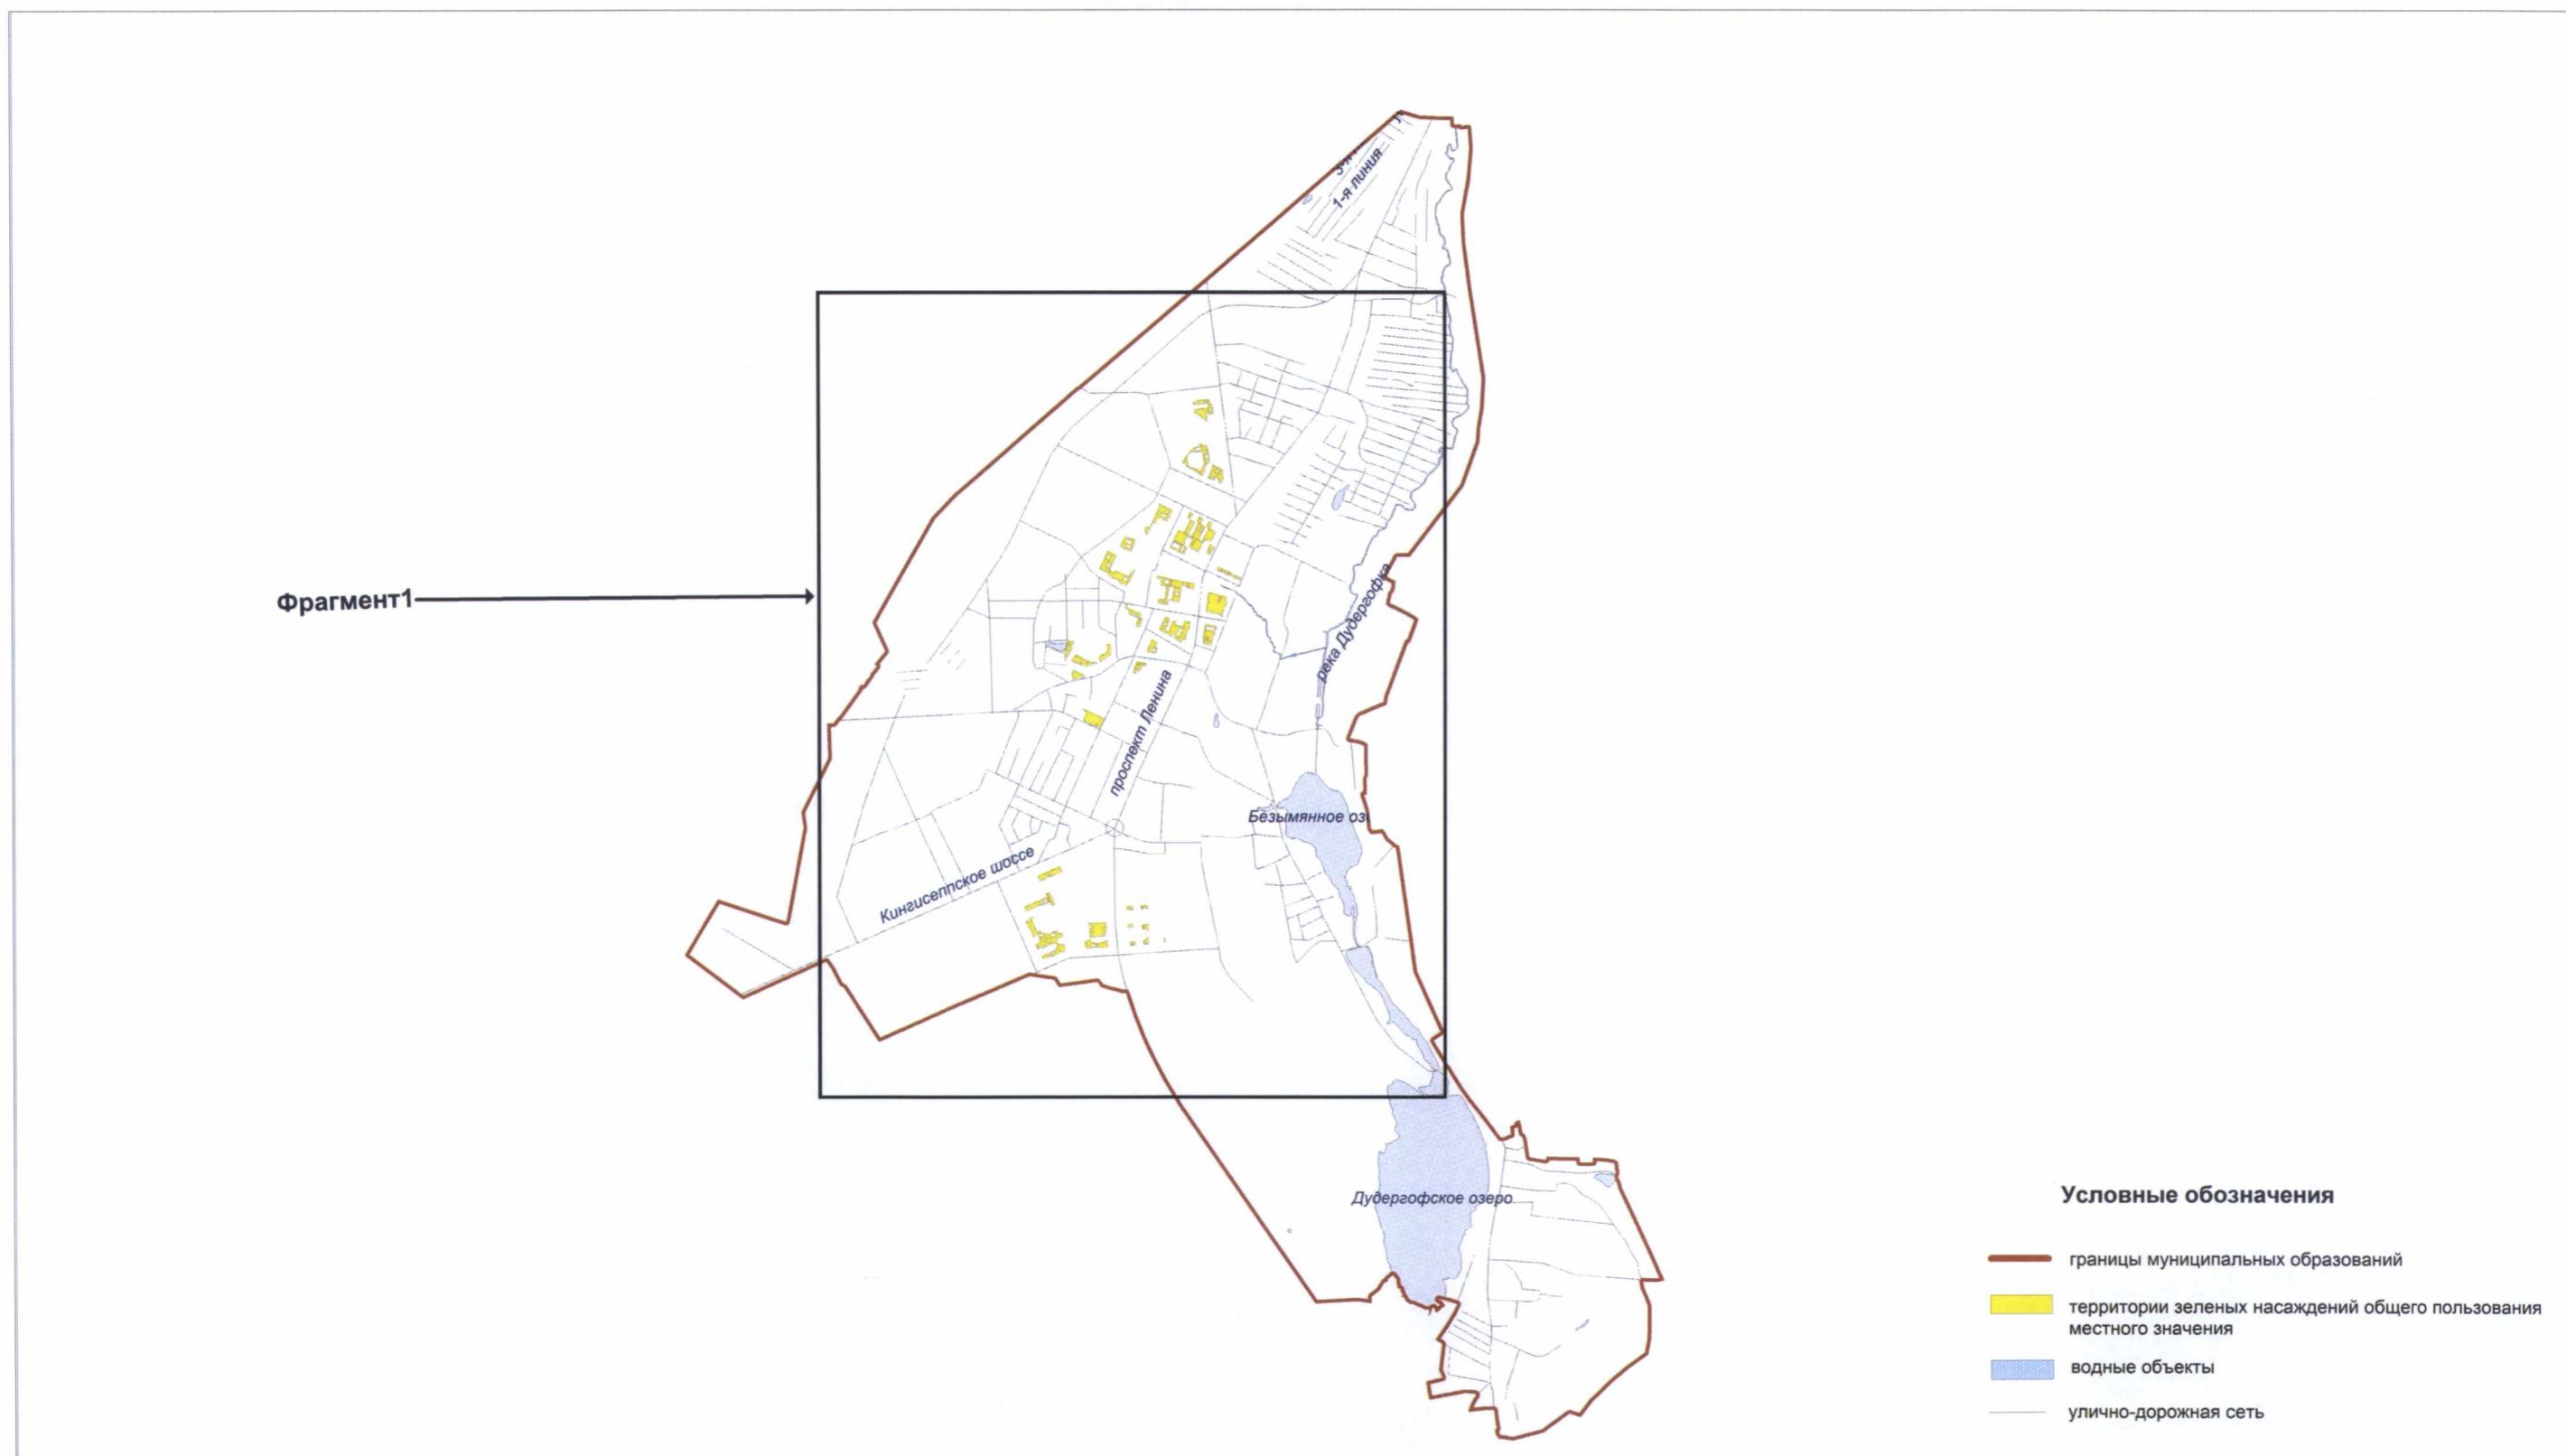 1-я линия
Фрагмент1
река Дудергофка
проспект Ленина
Безымянное оз
Кингисеппское шоссе
Дудергофское озеро
Условные обозначения
границы муниципальных образований
территории зеленых насаждений общего пользования
местного значения
водные объекты
улично-дорожная сеть